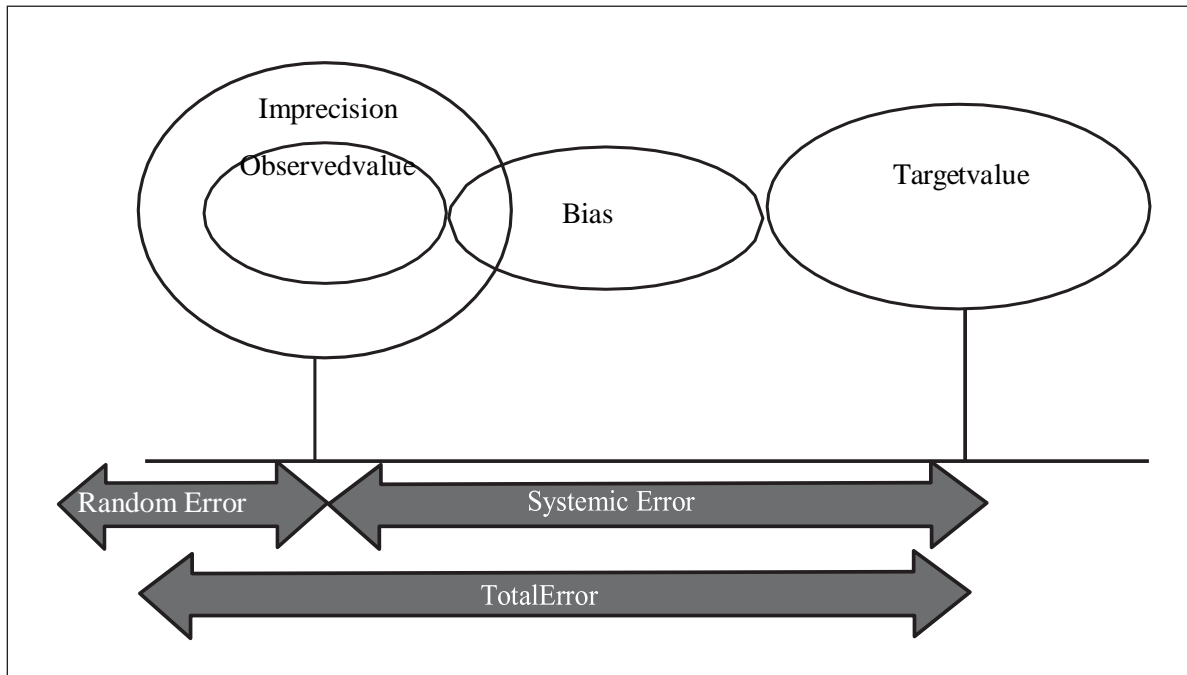 Imprecision
Observedvalue
Bias
Targetvalue
Random Error
Systemic Error
TotalError